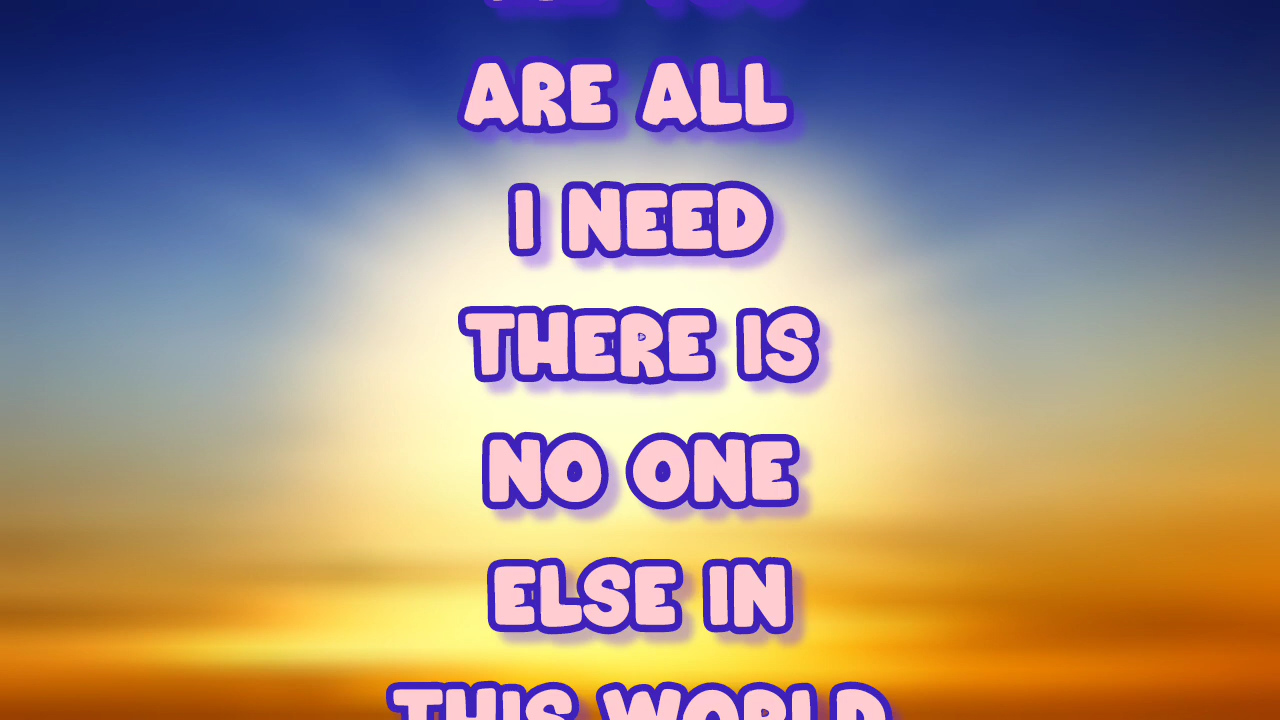 ARE ALL
I NEED
THERE IS
NO ONE
ELSE IN
THIS WORLD